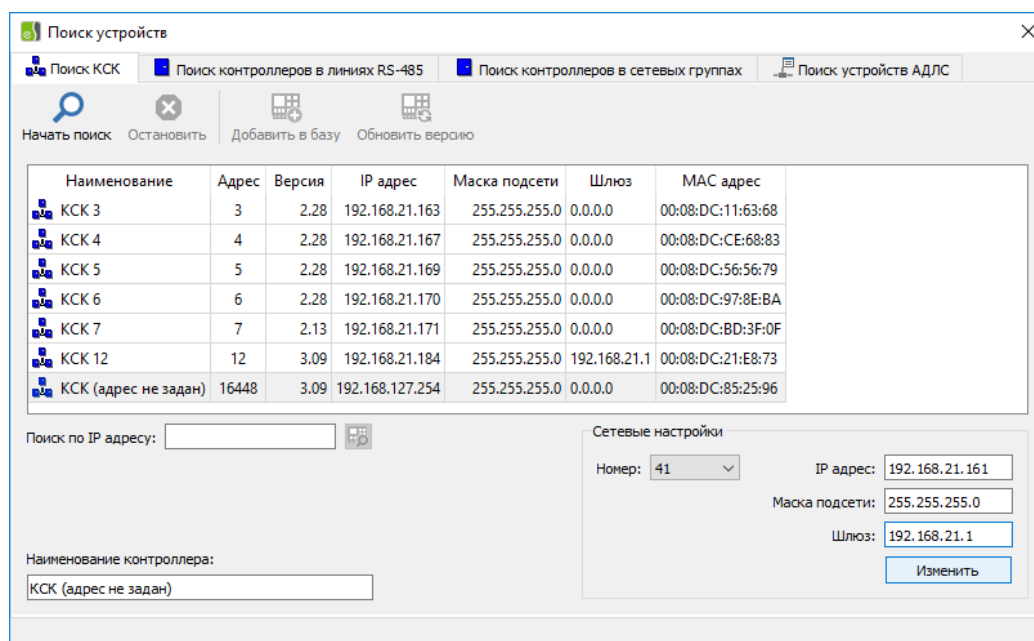 Поиск устройств
Поиск КСК Поиск контроллеров в линиях RS-485 Поиск контроллеров в сетевых группах Поиск устройств АДЛС
Начать поиск Остановить Добавить в базу Обновить версию
Наименование Адрес Версия IP адрес Маска подсети Шлюз MAC адрес
КСК 3 3 2.28 192.168.21.163 255.255.255.0 0.0.0.0 00:08:DC:11:63:68
КСК 4 4 2.28 192.168.21.167 255.255.255.0 0.0.0.0 00:08:DC:CE:68:83
КСК 5 5 2.28 192.168.21.169 255.255.255.0 0.0.0.0 00:08:DC:56:56:79
КСК 6 6 2.28 192.168.21.170 255.255.255.0 0.0.0.0 00:08:DC:97:8E:BA
КСК 7 7 2.13 192.168.21.171 255.255.255.0 0.0.0.0 00:08:DC:BD:3F:0F
КСК 12 12 3.09 192.168.21.184 255.255.255.0 192.168.21.1 00:08:DC:21:E8:73
КСК (адрес не задан) 16448 3.09 192.168.127.254 255.255.255.0 0.0.0.0 00:08:DC:85:25:96
Поиск по IP адресу:
Сетевые настройки
Номер: 41 IP адрес: 192.168.21.161
Маска подсети: 255.255.255.0
Шлюз: 192.168.21.1
Изменить
Наименование контроллера:
КСК (адрес не задан)